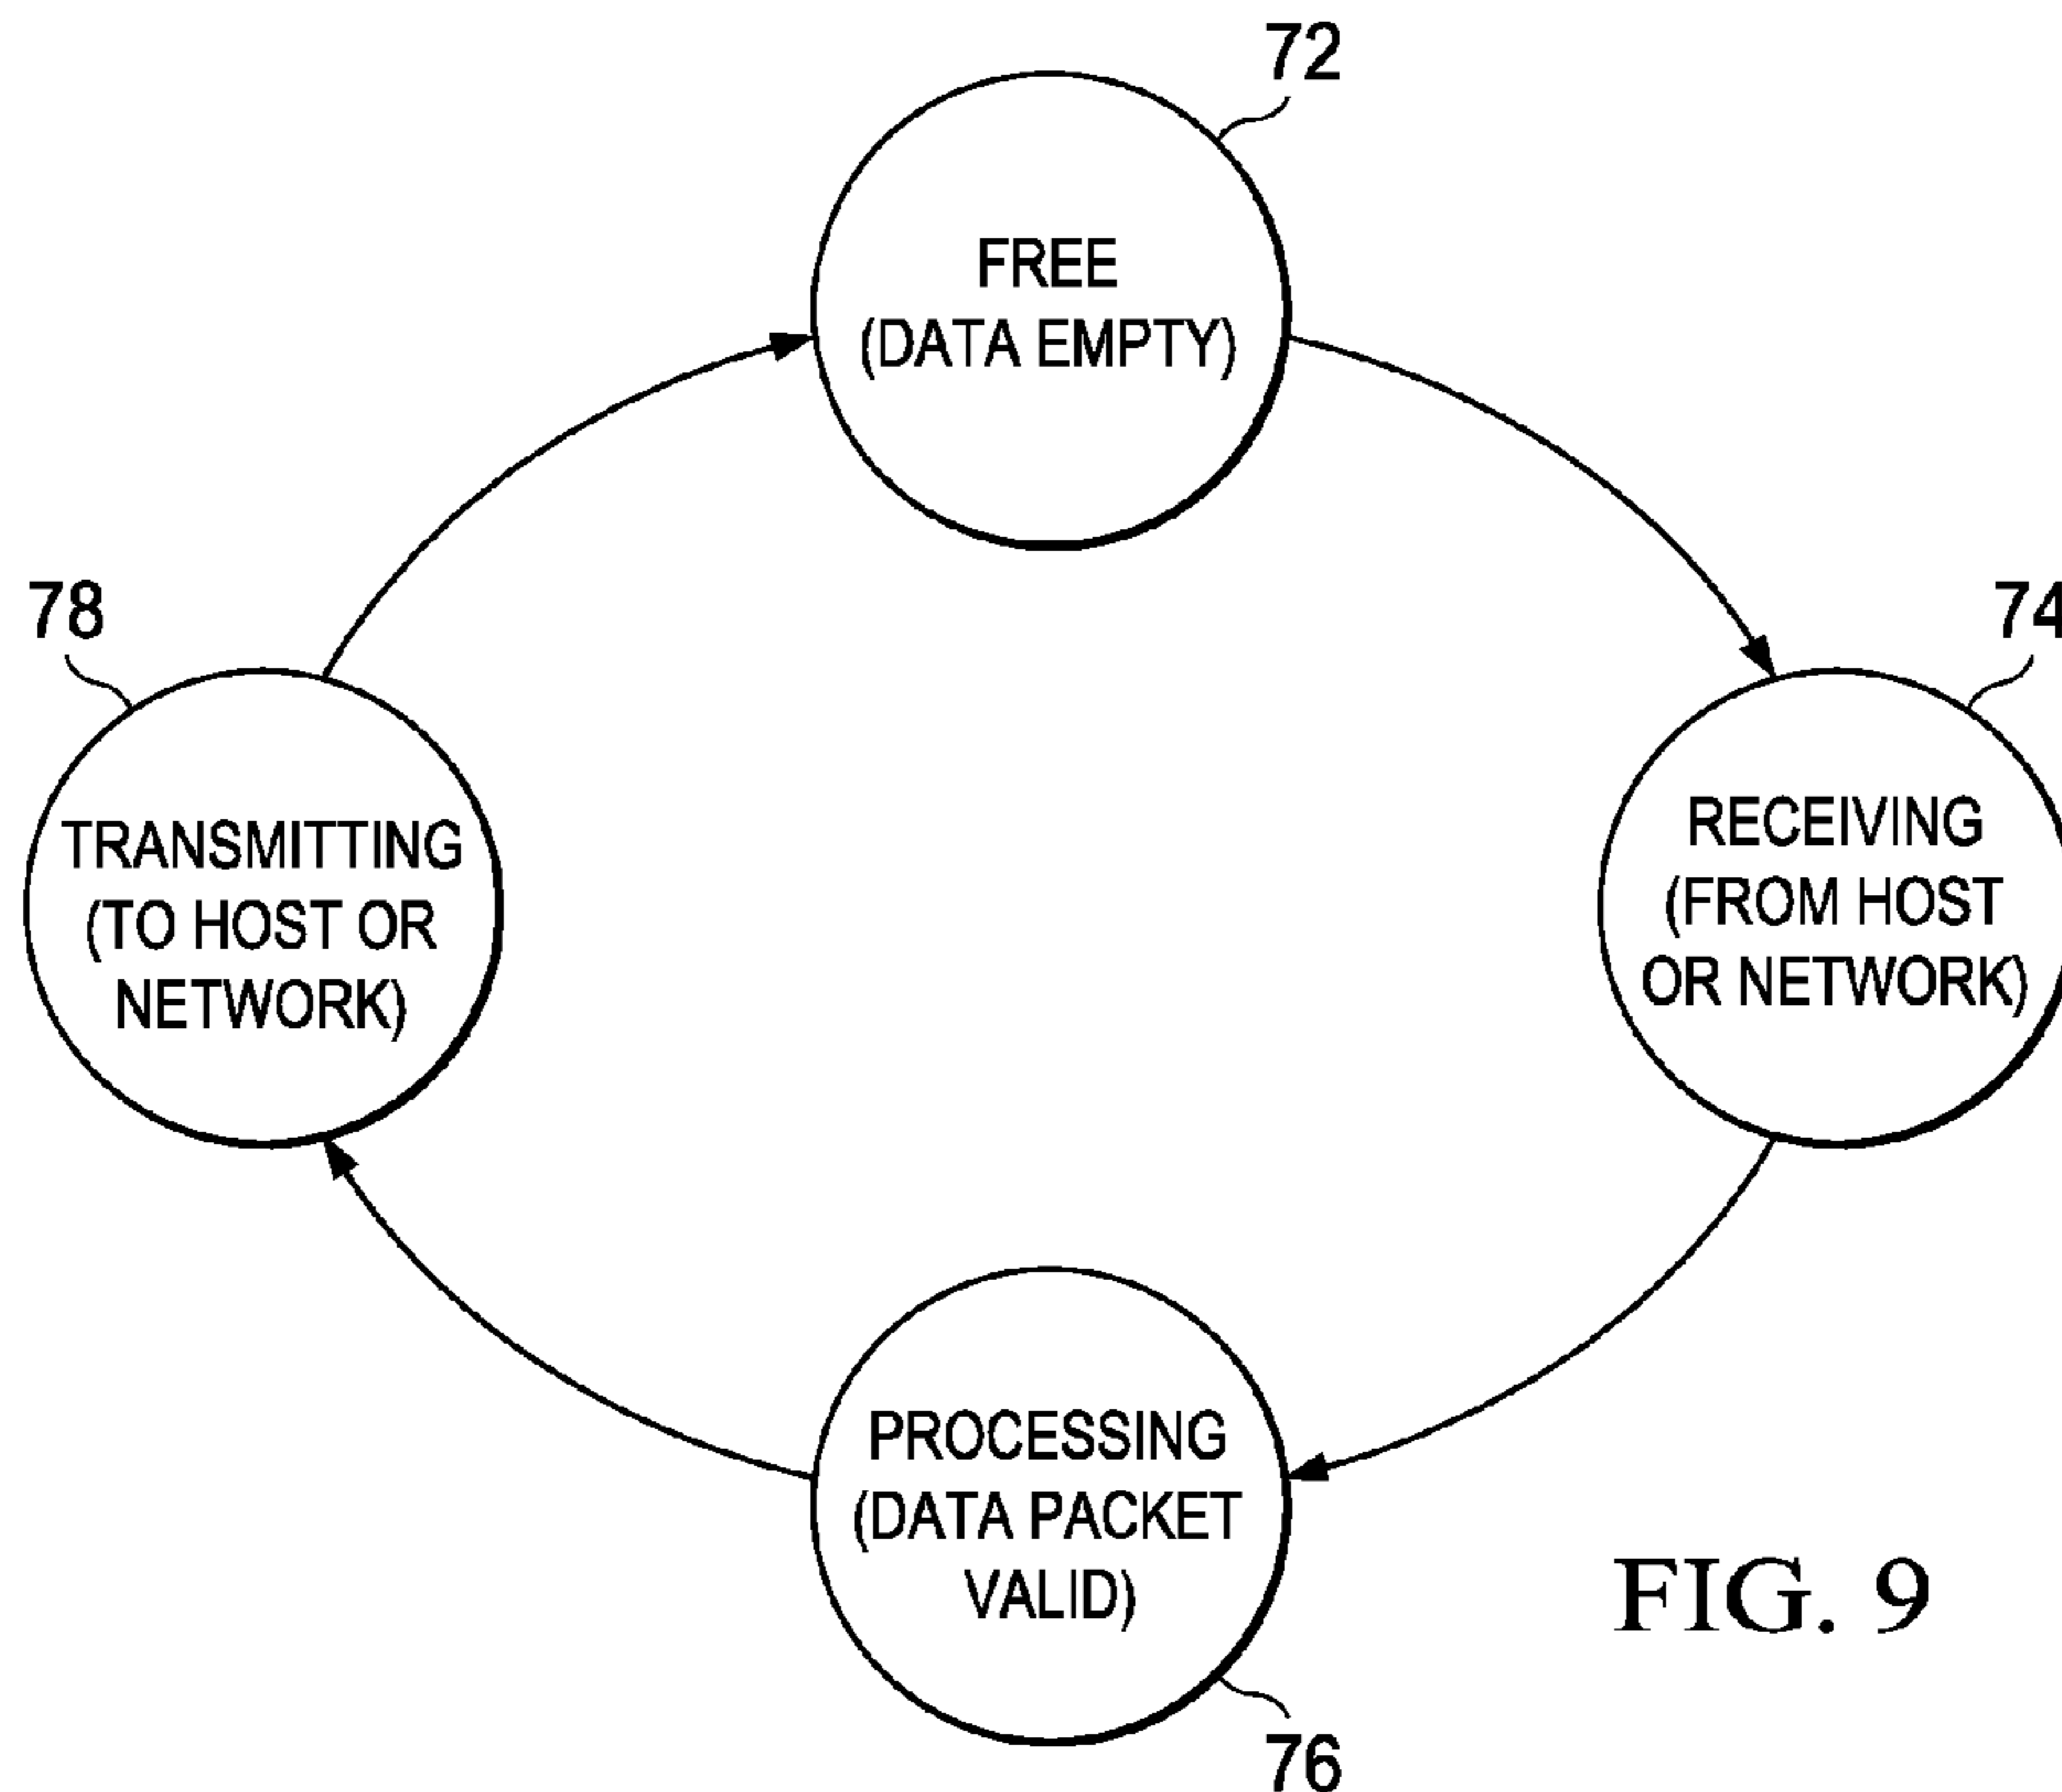 72
FREE
(DATA EMPTY)
78
74
TRANSMITTING
(TO HOST OR
NETWORK)
RECEIVING
(FROM HOST
OR NETWORK)
PROCESSING
(DATA PACKET
VALID)
76
FIG. 9